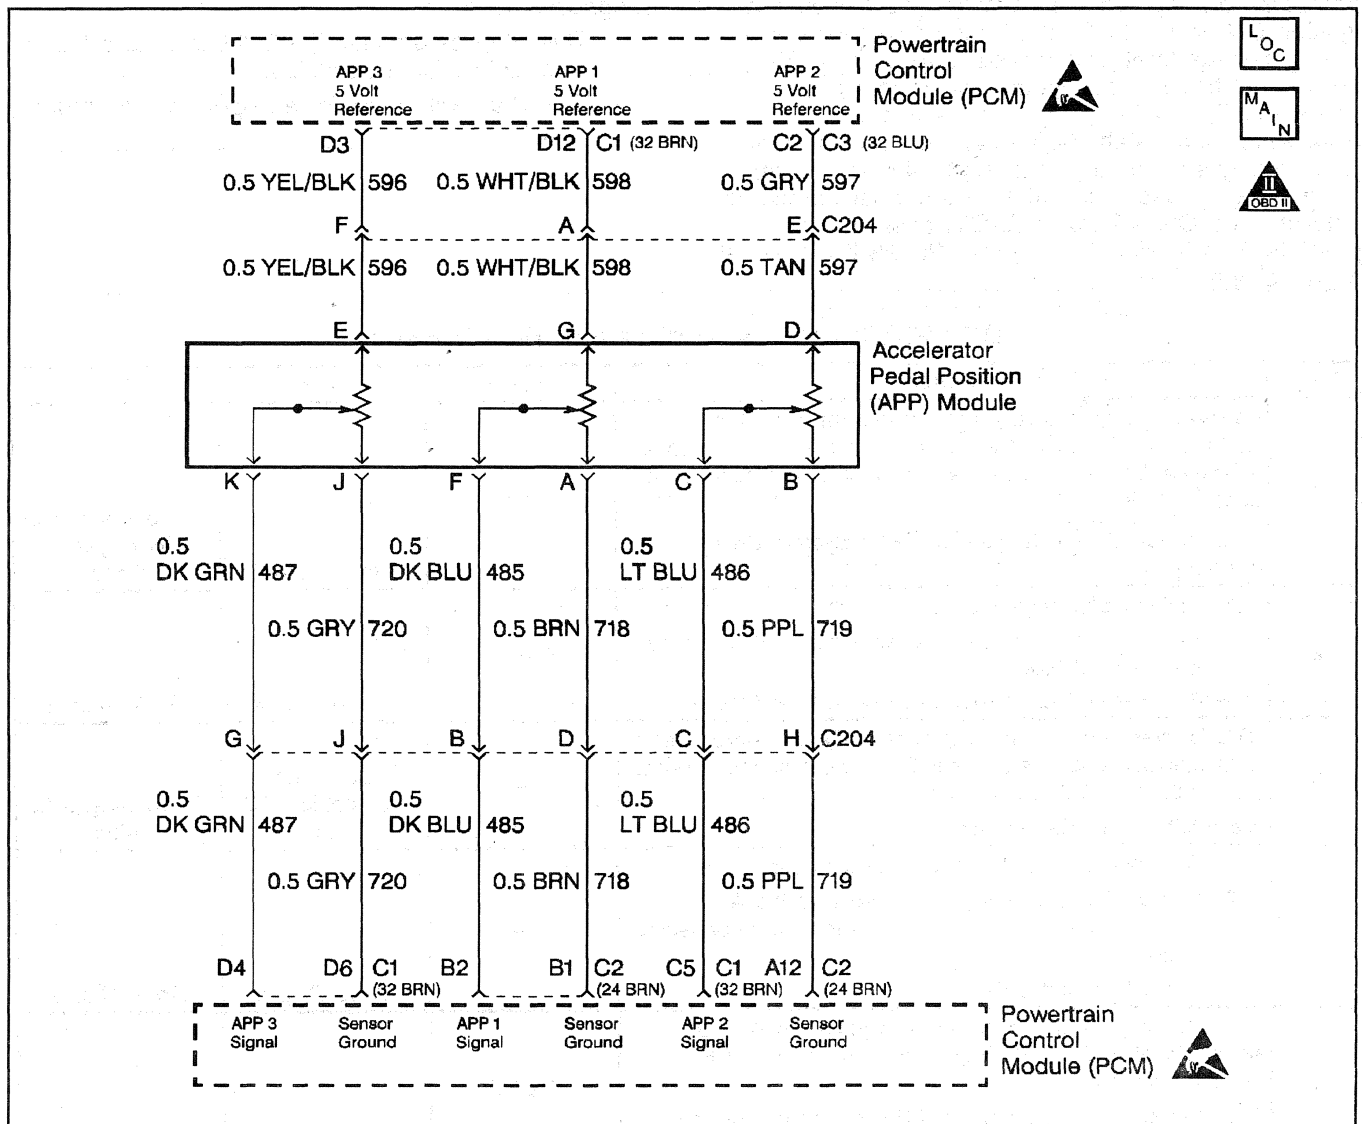 APP 3 APP 1 APP 2
5 Volt 5 Volt 5 Volt
Reference Reference Reference
Powertrain
Control
Module (PCM)
L O C
M A I N
II
OBD II
D3 D12 C1 (32 BRN) C2 C3 (32 BLU)
0.5 YEL/BLK 596 0.5 WHT/BLK 598 0.5 GRY 597
F A E C204
0.5 YEL/BLK 596 0.5 WHT/BLK 598 0.5 TAN 597
E G D
Accelerator
Pedal Position
(APP) Module
K J F A C B
0.5 0.5 0.5
DK GRN 487 DK BLU 485 LT BLU 486
0.5 GRY 720 0.5 BRN 718 0.5 PPL 719
G J B D C H C204
0.5 0.5 0.5
DK GRN 487 DK BLU 485 LT BLU 486
0.5 GRY 720 0.5 BRN 718 0.5 PPL 719
D4 D6 C1 B2 B1 C2 C5 C1 A12 C2
(32 BRN) (24 BRN) (32 BRN) (24 BRN)
APP 3 Sensor APP 1 Sensor APP 2 Sensor
Signal Ground Signal Ground Signal Ground
Powertrain
Control
Module (PCM)